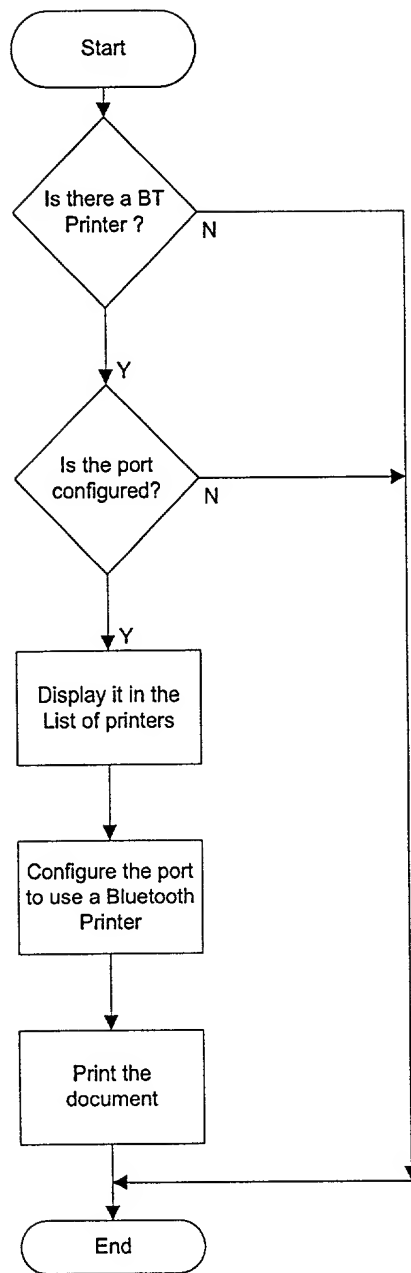 Start
Is there a BT
Printer ?
N
Y
Is the port
configured?
N
Y
Display it in the
List of printers
Configure the port
to use a Bluetooth
Printer
Print the
document
End